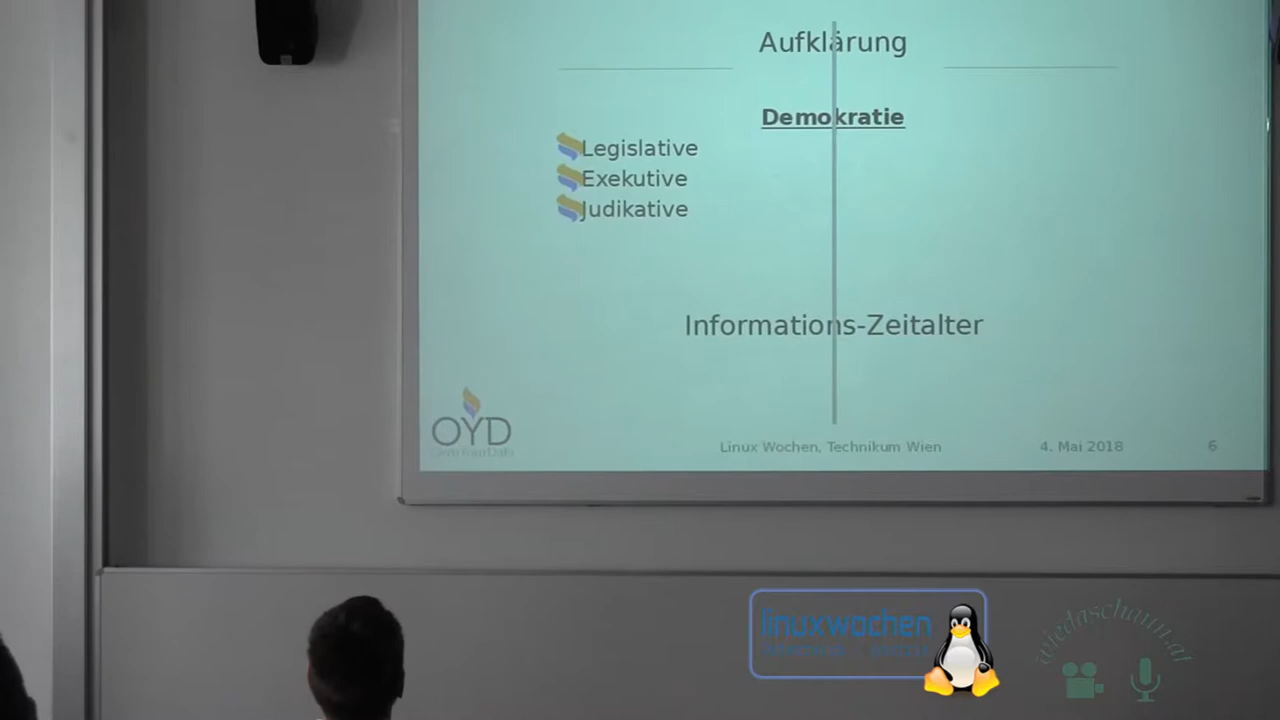 Aufklärung
Demokratie
Legislative
Exekutive
Judikative
Informations-Zeitalter
OYD
OwnYourData
Linux Wochen, Technikum Wien
4. Mai 2018
6
linuxwochen
wiedaschaun.at